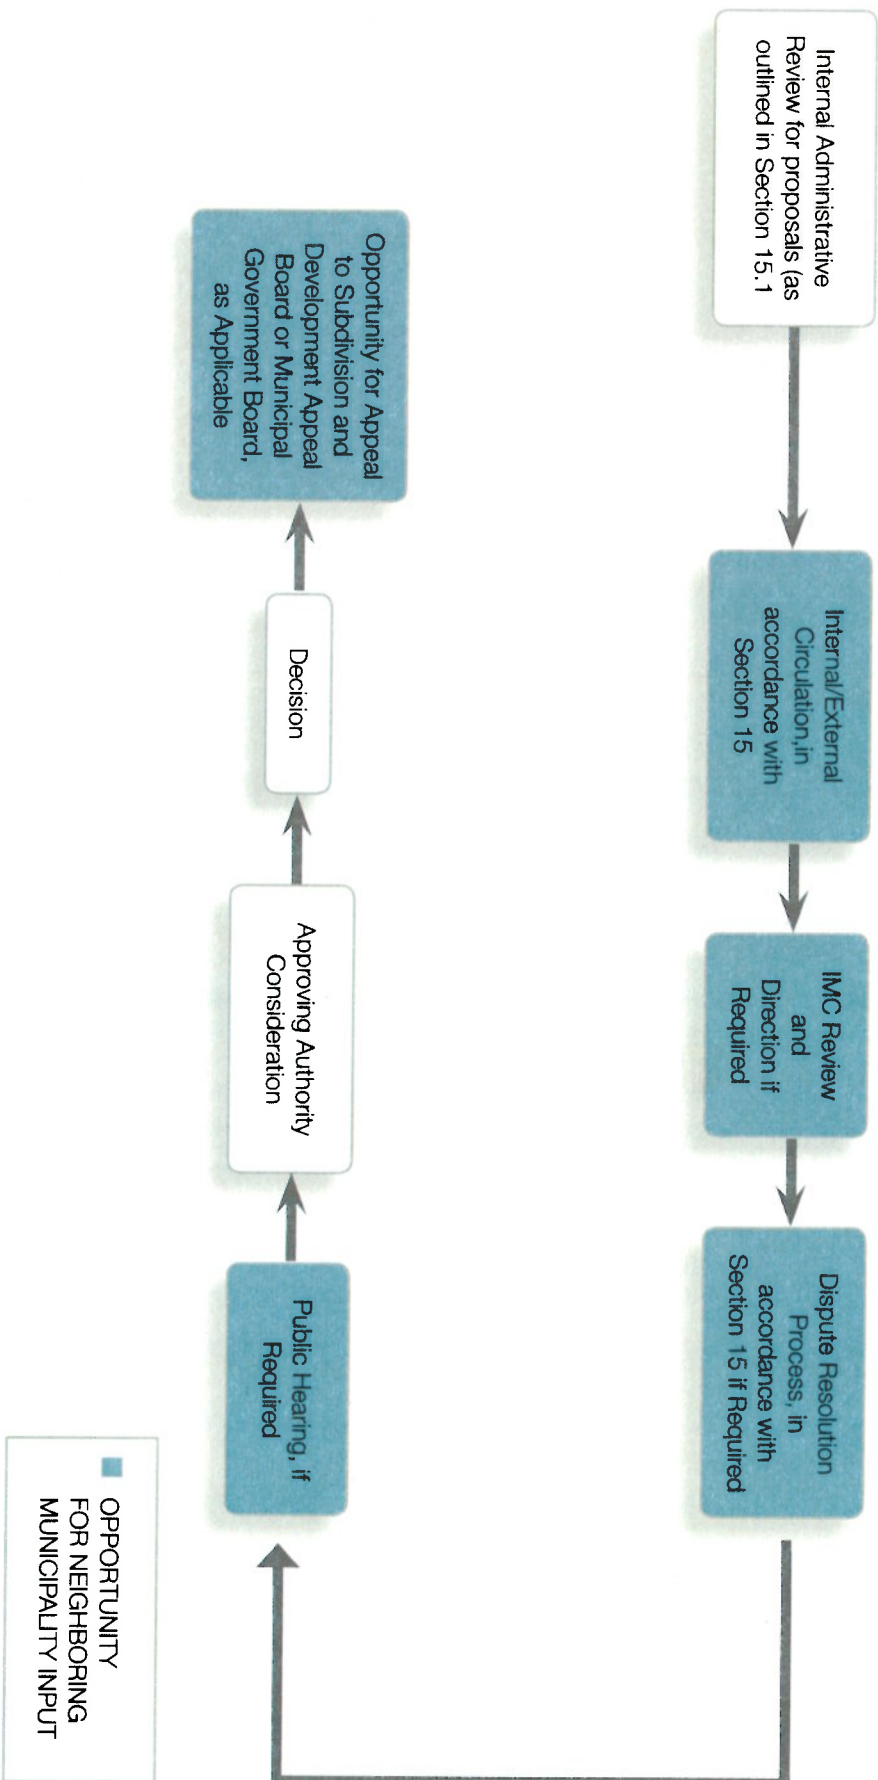 Internal Administrative
Review for proposals (as
outlined in Section 15.1
Internal/External
Circulation,in
accordance with
Section 15
IMC Review
and
Direction if
Required
Dispute Resolution
Process, in
accordance with
Section 15 if Required
Public Hearing, if
Required
Approving Authority
Consideration
Decision
Opportunity for Appeal
to Subdivision and
Development Appeal
Board or Municipal
Government Board,
as Applicable
OPPORTUNITY
FOR NEIGHBORING
MUNICIPALITY INPUT